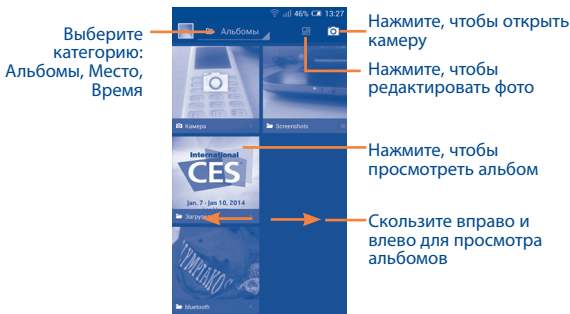 Выберите
категорию:
Альбомы, Место,
Время
46% 13:27
Альбомы
Нажмите, чтобы открыть
камеру
Нажмите, чтобы
редактировать фото
Камера
Screenshots
International
CES
Jan. 7 - Jan 10, 2014
Нажмите, чтобы
просмотреть альбом
Скользите вправо и
влево для просмотра
альбомов
bluetooth